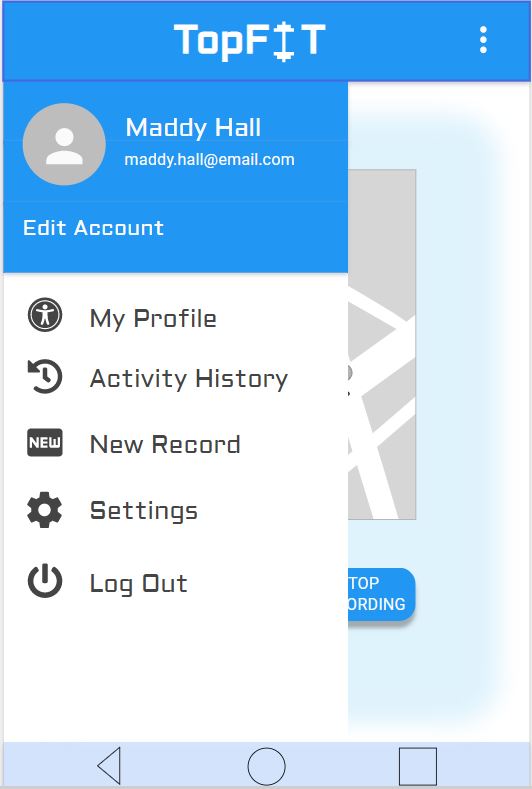 TopFIT
Maddy Hall
maddy.hall@email.com
Edit Account
My Profile
Activity History
NEW New Record
Settings
Log Out
TOP
ORDING